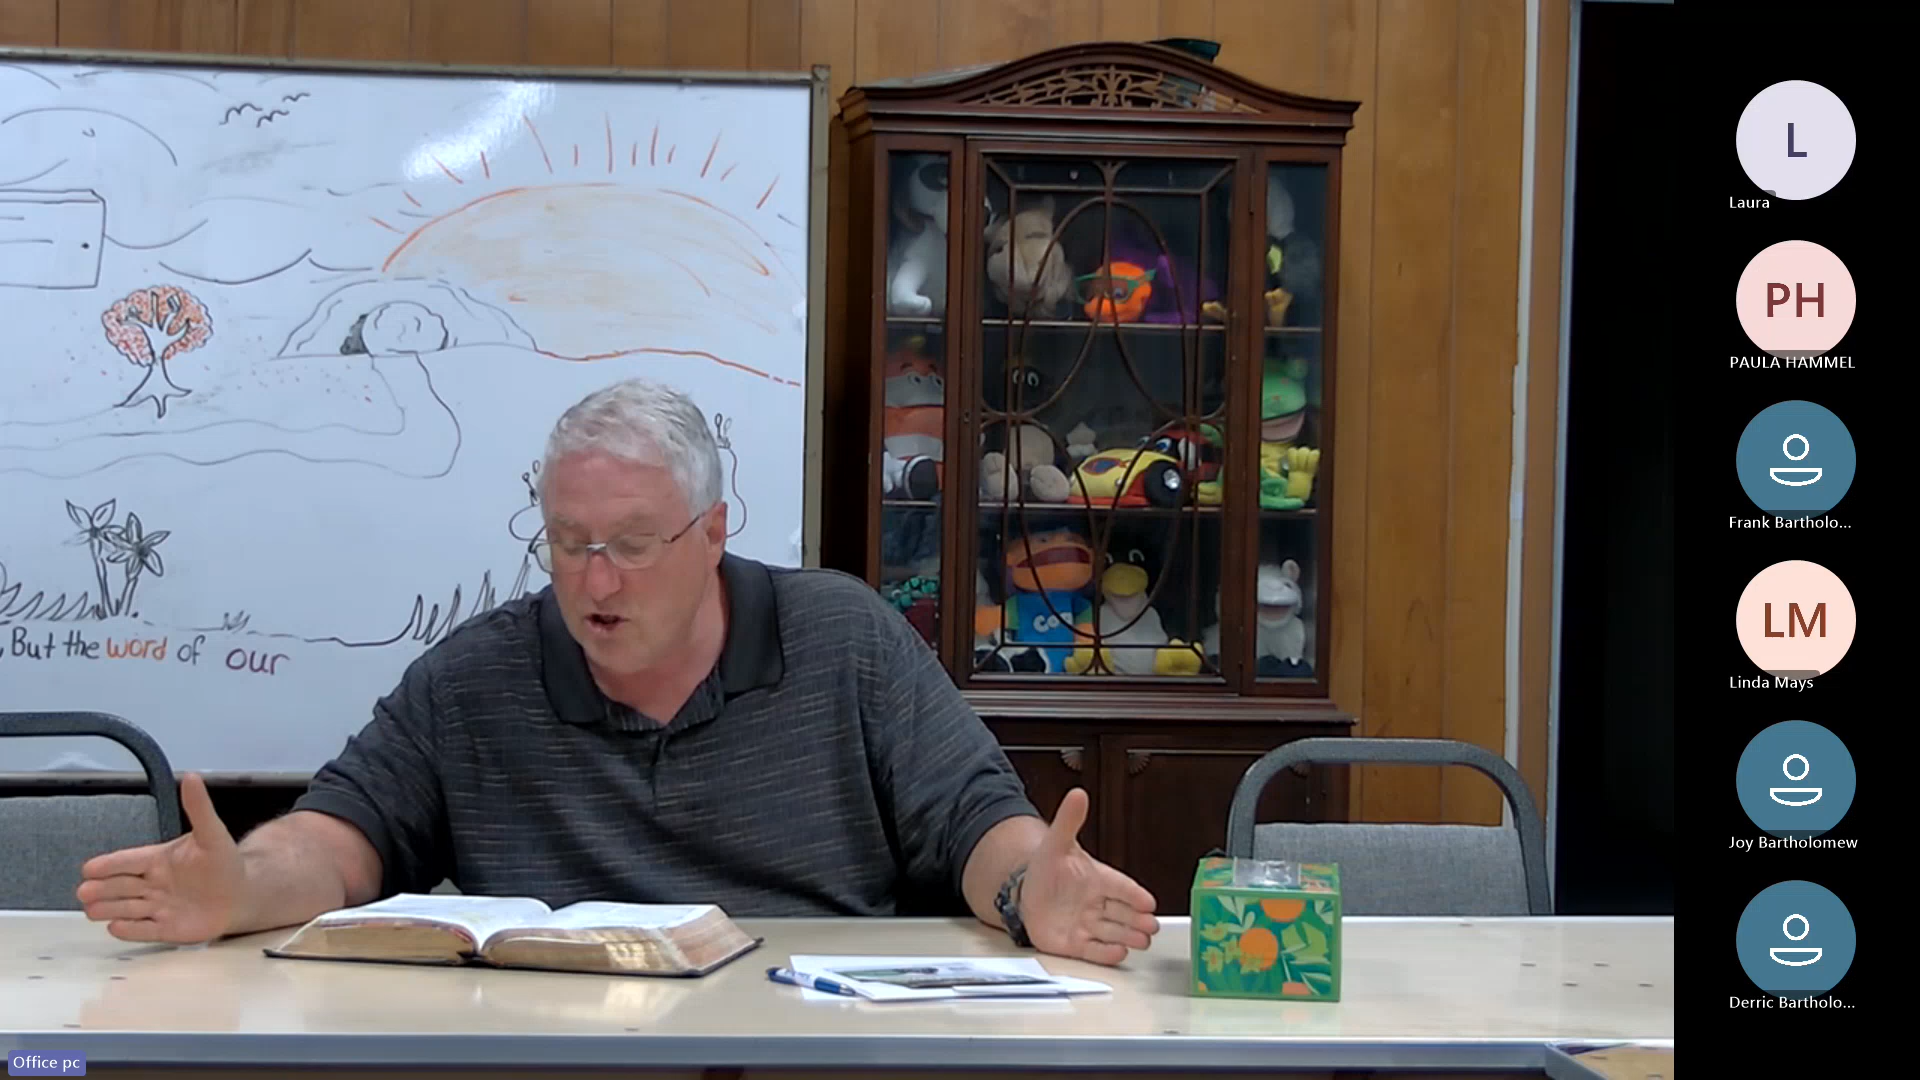 , But the word of our
L
Laura
PH
PAULA HAMMEL
Frank Bartholo...
LM
Linda Mays
Joy Bartholomew
Derric Bartholo...
Office pc